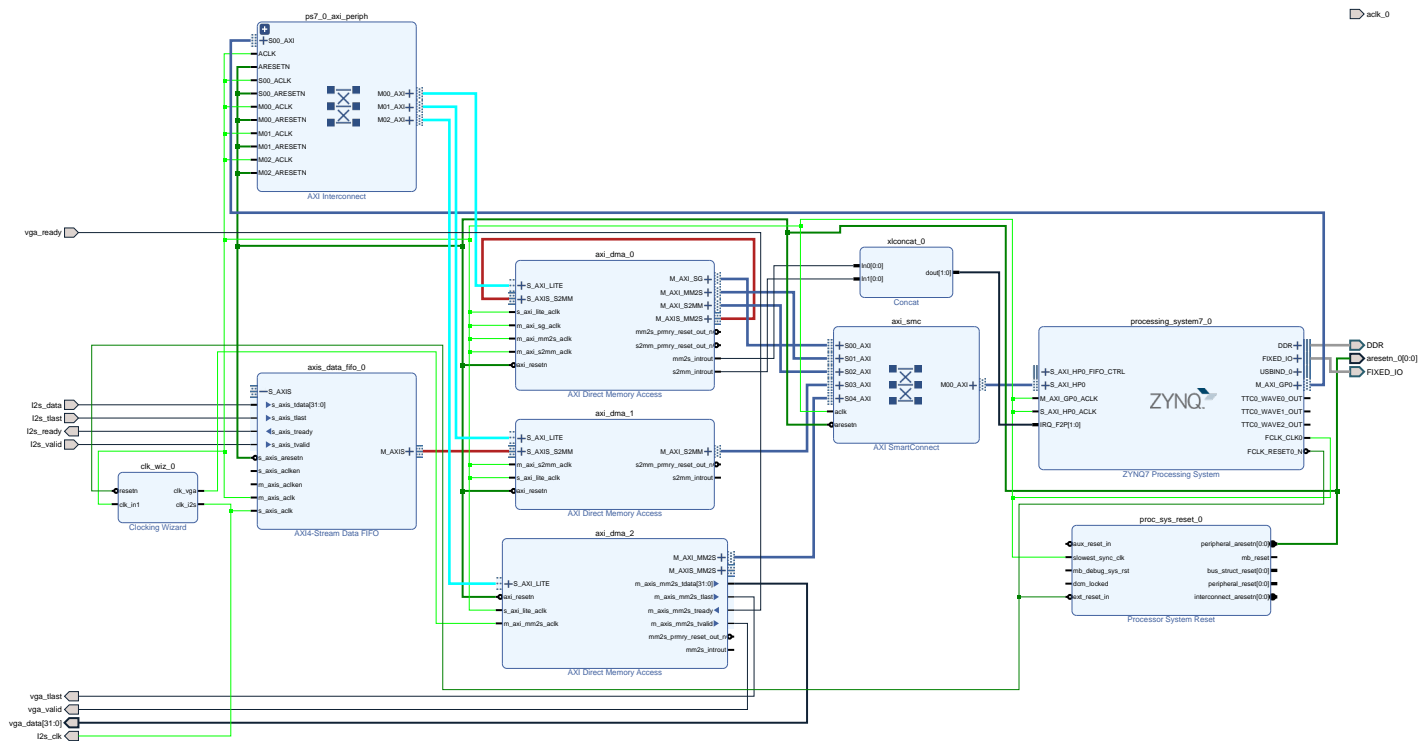 ps7_0_axi_periph
S00_AXI
ACLK
ARESETN
S00_ACLK
S00_ARESETN
M00_ACLK
M00_ARESETN
M01_ACLK
M01_ARESETN
M02_ACLK
M02_ARESETN
M00_AXI
M01_AXI
M02_AXI
AXI Interconnect
aclk_0
vga_ready
axi_dma_0
S_AXI_LITE
S_AXIS_S2MM
s_axi_lite_aclk
m_axi_sg_aclk
m_axi_mm2s_aclk
m_axi_s2mm_aclk
axi_resetn
M_AXI_SG
M_AXI_MM2S
M_AXI_S2MM
M_AXIS_MM2S
mm2s_prmry_reset_out_n
s2mm_prmry_reset_out_n
mm2s_introut
s2mm_introut
AXI Direct Memory Access
xlconcat_0
In0[0:0]
In1[0:0]
dout[1:0]
Concat
axi_smc
S00_AXI
S01_AXI
S02_AXI
S03_AXI
S04_AXI
aclk
aresetn
M00_AXI
AXI SmartConnect
processing_system7_0
S_AXI_HP0_FIFO_CTRL
S_AXI_HP0
M_AXI_GP0_ACLK
S_AXI_HP0_ACLK
IRQ_F2P[1:0]
ZYNQ
DDR
FIXED_IO
USBIND_0
M_AXI_GP0
TTC0_WAVE0_OUT
TTC0_WAVE1_OUT
TTC0_WAVE2_OUT
FCLK_CLK0
FCLK_RESET0_N
ZYNQ7 Processing System
DDR
aresetn_0[0:0]
FIXED_IO
axis_data_fifo_0
S_AXIS
s_axis_tdata[31:0]
s_axis_tlast
s_axis_tready
s_axis_tvalid
s_axis_aresetn
s_axis_aclken
m_axis_aclken
m_axis_aclk
s_axis_aclk
M_AXIS
AXI4-Stream Data FIFO
I2s_data
I2s_tlast
I2s_ready
I2s_valid
clk_wiz_0
resetn
clk_in1
clk_vga
clk_i2s
Clocking Wizard
axi_dma_1
S_AXI_LITE
S_AXIS_S2MM
m_axi_s2mm_aclk
s_axi_lite_aclk
axi_resetn
M_AXI_S2MM
s2mm_prmry_reset_out_n
s2mm_introut
AXI Direct Memory Access
axi_dma_2
S_AXI_LITE
axi_resetn
s_axi_lite_aclk
m_axi_mm2s_aclk
M_AXI_MM2S
M_AXIS_MM2S
m_axis_mm2s_tdata[31:0]
m_axis_mm2s_tlast
m_axis_mm2s_tready
m_axis_mm2s_tvalid
mm2s_prmry_reset_out_n
mm2s_introut
AXI Direct Memory Access
proc_sys_reset_0
aux_reset_in
slowest_sync_clk
mb_debug_sys_rst
dcm_locked
ext_reset_in
peripheral_aresetn[0:0]
mb_reset
bus_struct_reset[0:0]
peripheral_reset[0:0]
interconnect_aresetn[0:0]
Processor System Reset
vga_tlast
vga_valid
vga_data[31:0]
I2s_clk